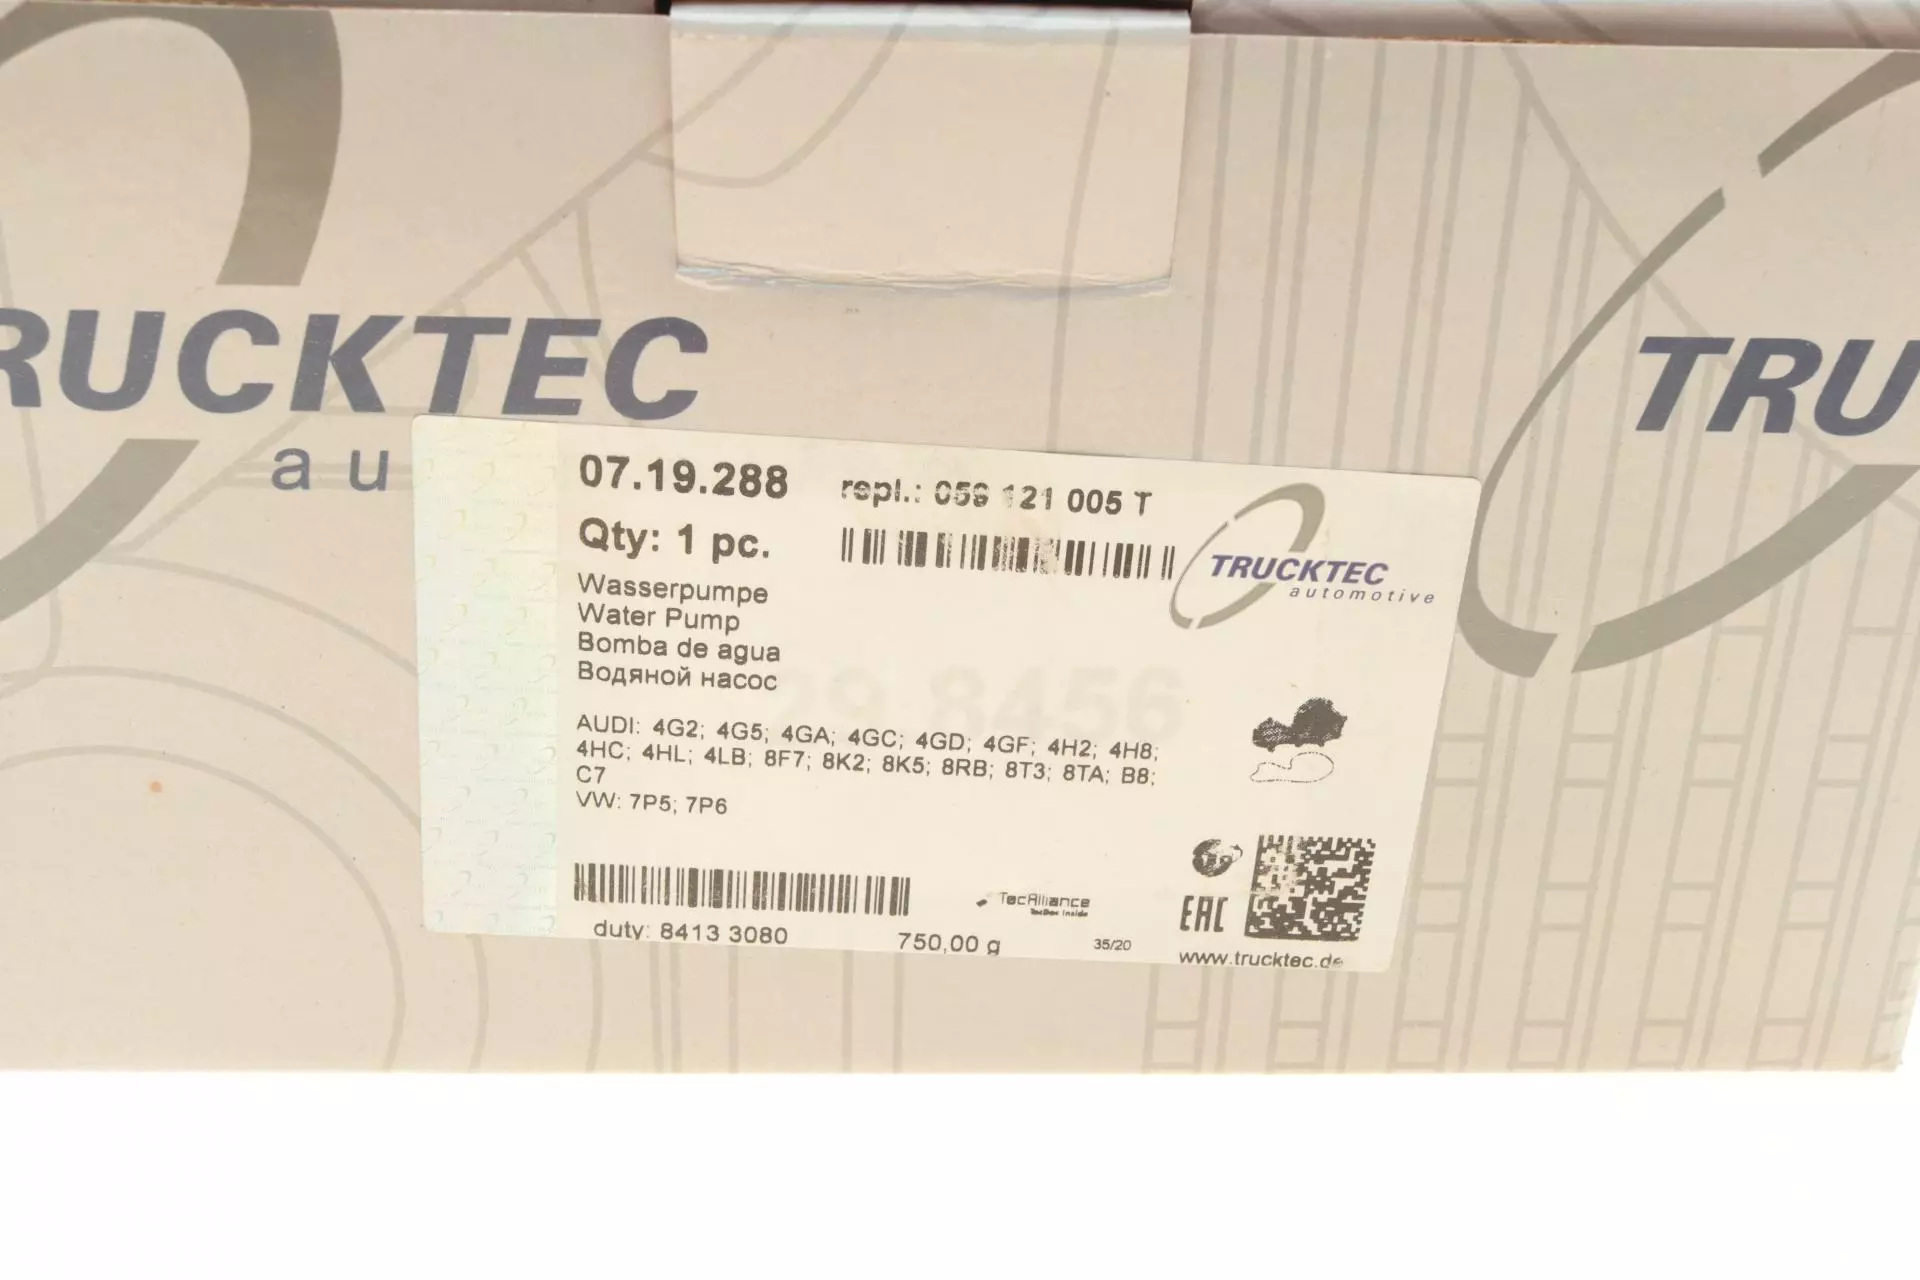 TRUCKTEC
au
TRU
07.19.288
repl.: 059 121 005 T
Qty: 1 pc.
TRUCKTEC
automotive
Wasserpumpe
Water Pump
Bomba de agua
Водяной насос
AUDI: 4G2; 4G5; 4GA; 4GC; 4GD; 4GF; 4H2; 4H8;
4HC; 4HL; 4LB; 8F7; 8K2; 8K5; 8RB; 8T3; 8TA; B8;
C7
VW: 7P5; 7P6
TecAlliance
TecDoc Inside
EAC
duty: 8413 3080
750,00 g
35/20
www.trucktec.de